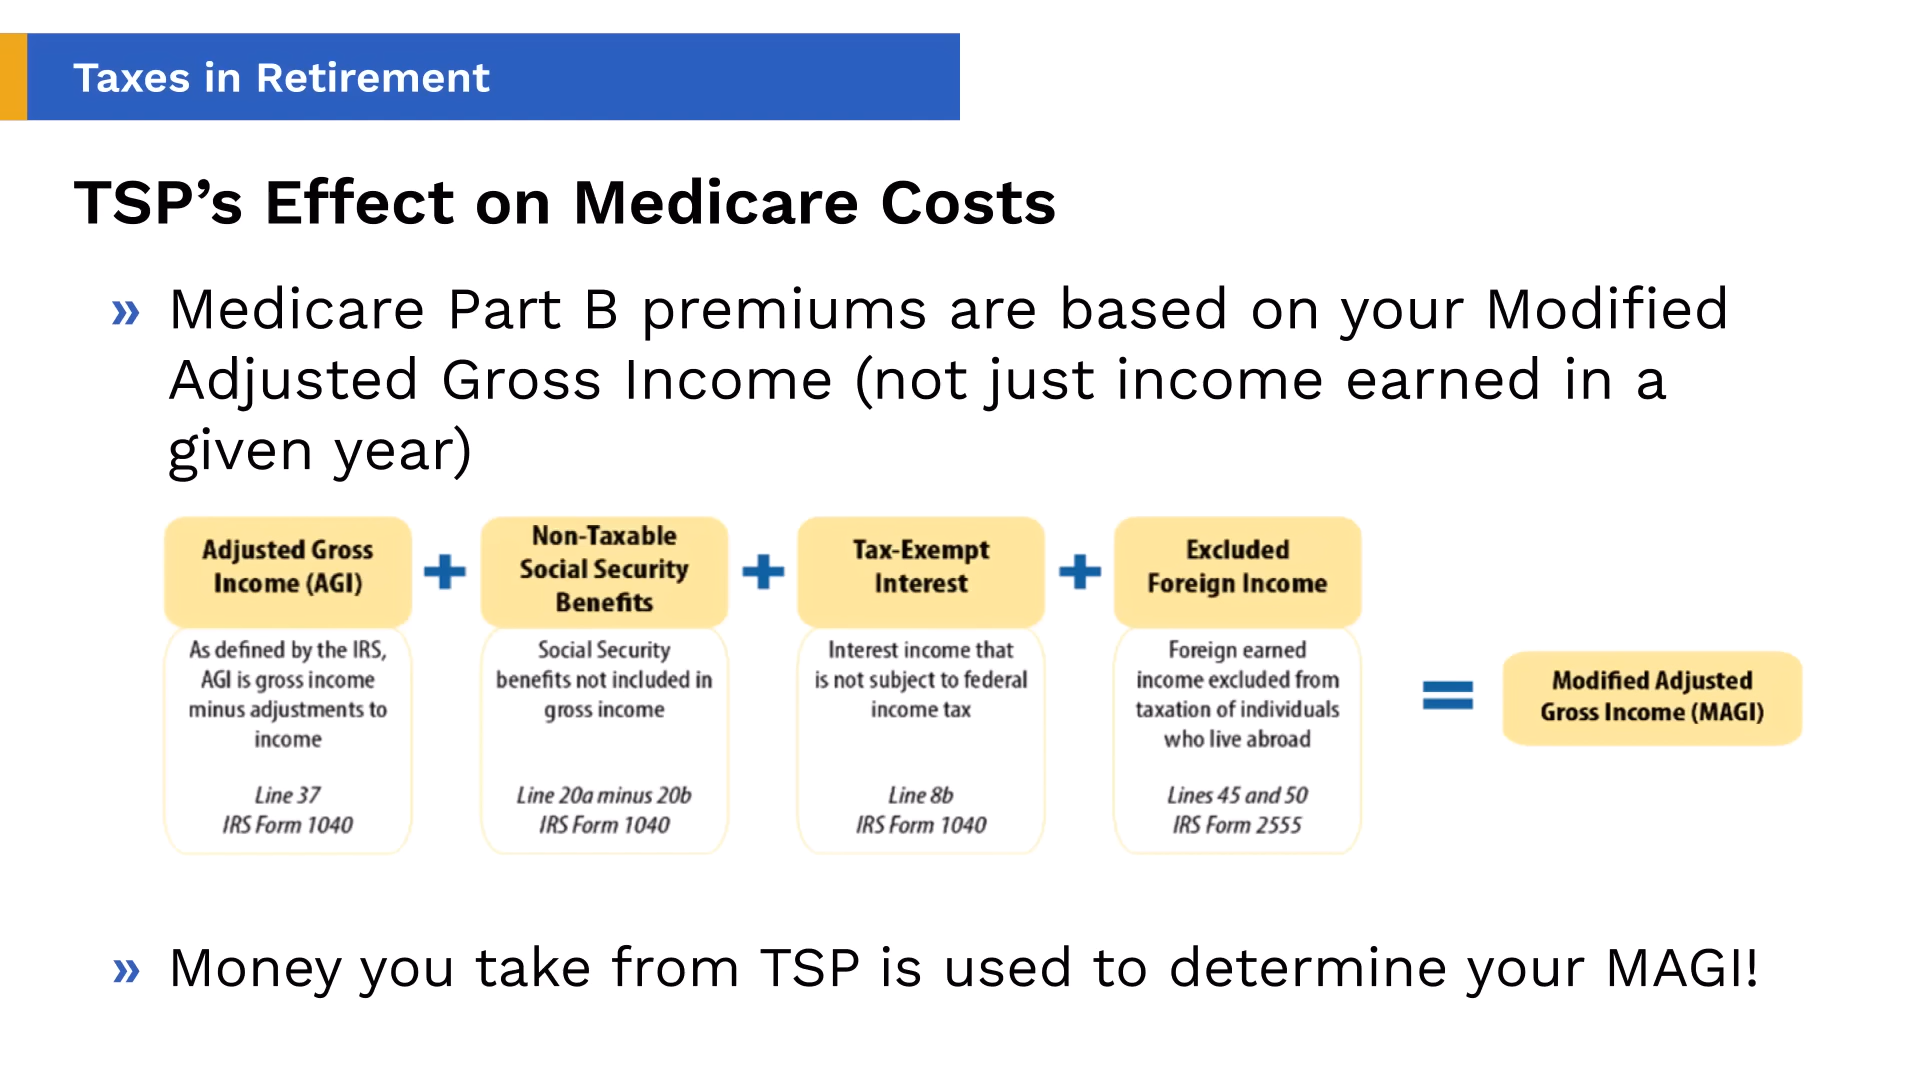 Taxes in Retirement
TSP’s Effect on Medicare Costs
» Medicare Part B premiums are based on your Modified
Adjusted Gross Income (not just income earned in a
given year)
Adjusted Gross
Income (AGI)
As defined by the IRS,
AGI is gross income
minus adjustments to
income
Line 37
IRS Form 1040
+
Non-Taxable
Social Security
Benefits
Social Security
benefits not included in
gross income
Line 20a minus 20b
IRS Form 1040
+
Tax-Exempt
Interest
Interest income that
is not subject to federal
income tax
Line 8b
IRS Form 1040
+
Excluded
Foreign Income
Foreign earned
income excluded from
taxation of individuals
who live abroad
Lines 45 and 50
IRS Form 2555
=
Modified Adjusted
Gross Income (MAGI)
» Money you take from TSP is used to determine your MAGI!